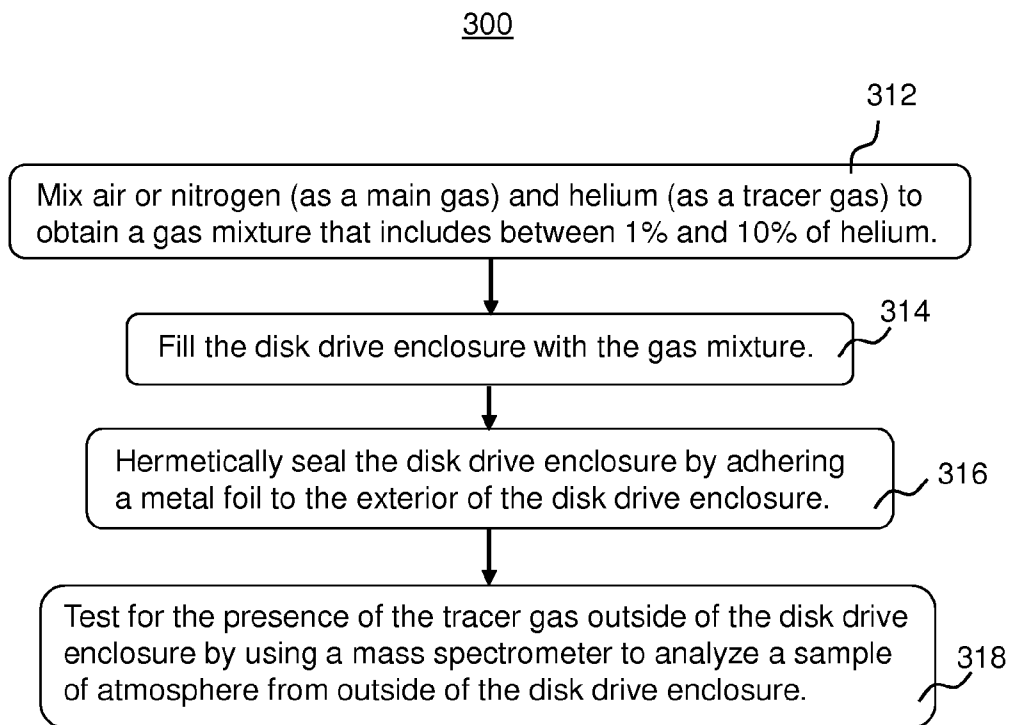 300
312
Mix air or nitrogen (as a main gas) and helium (as a tracer gas) to
obtain a gas mixture that includes between 1% and 10% of helium.
314
Fill the disk drive enclosure with the gas mixture.
Hermetically seal the disk drive enclosure by adhering
a metal foil to the exterior of the disk drive enclosure.
316
Test for the presence of the tracer gas outside of the disk drive
enclosure by using a mass spectrometer to analyze a sample
of atmosphere from outside of the disk drive enclosure.
318